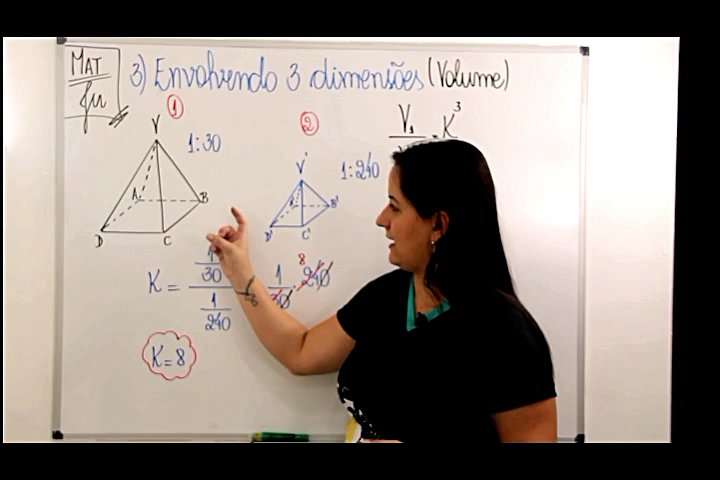 MAT
Ju
3) Envolvendo 3 dimensões (Volume)
1
V
1:30
A
B
D
C
2
V'
1:240
B'
D'
C'
V₁
= K³
K = 1/30
1/240
1/30 · 240
8
K = 8